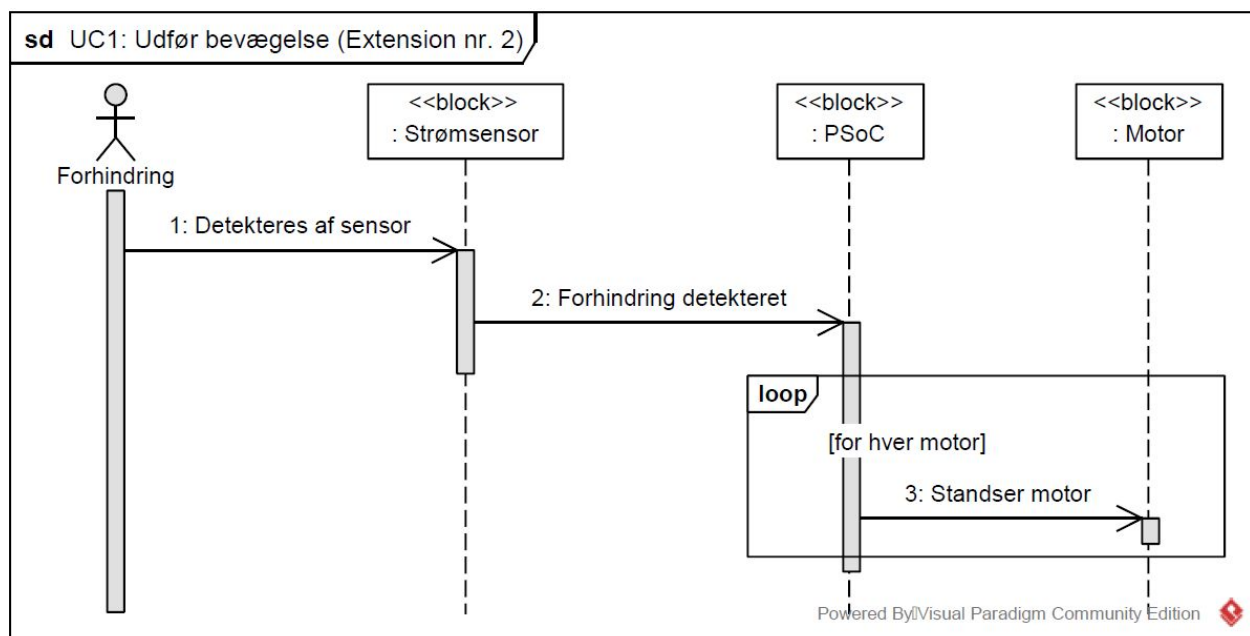 sd UC1: Udfør bevægelse (Extension nr. 2)
<<block>>
: Strømsensor
<<block>>
: PSoC
<<block>>
: Motor
Forhindring
1: Detekteres af sensor
2: Forhindring detekteret
loop
[for hver motor]
3: Standser motor
Powered By Visual Paradigm Community Edition